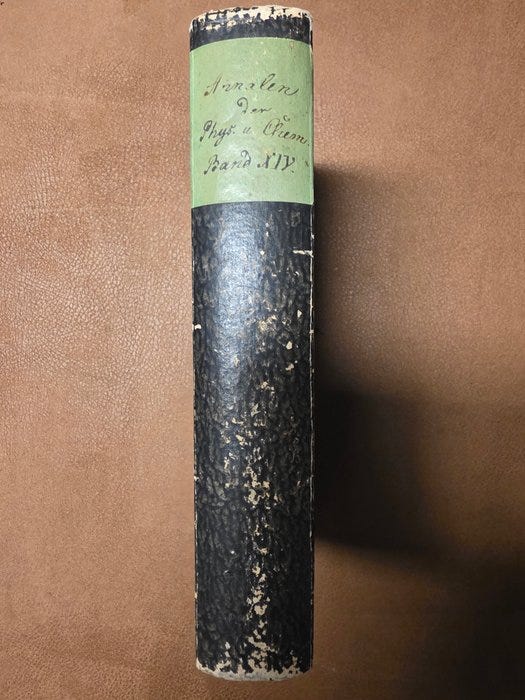 Annalen
der
Phys. u. Chem.
Band XIV.